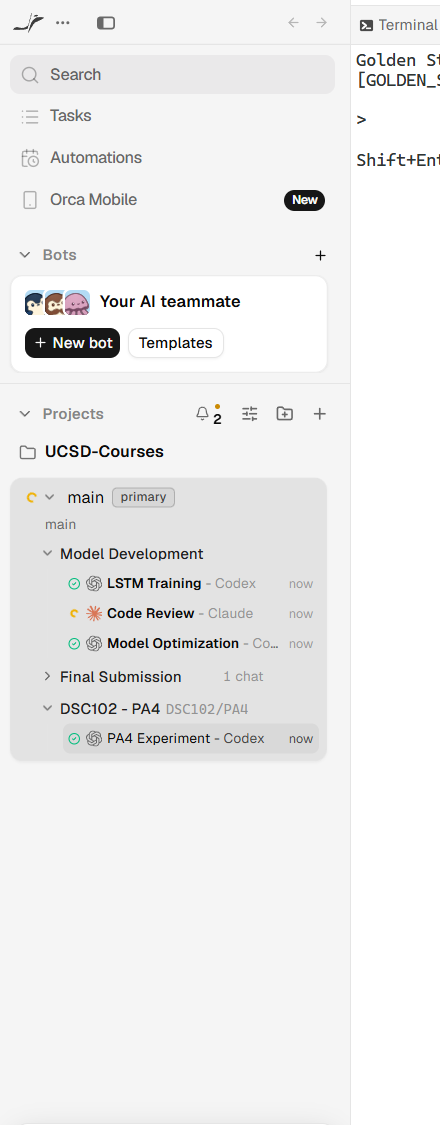 Search
Tasks
Automations
Orca Mobile New
Bots
Your AI teammate
+ New bot Templates
Projects 2
UCSD-Courses
main primary
main
Model Development
LSTM Training - Codex now
Code Review - Claude now
Model Optimization - Co... now
Final Submission 1 chat
DSC102 - PA4 DSC102/PA4
PA4 Experiment - Codex now
Terminal
Golden St
[GOLDEN_S
>
Shift+Ent